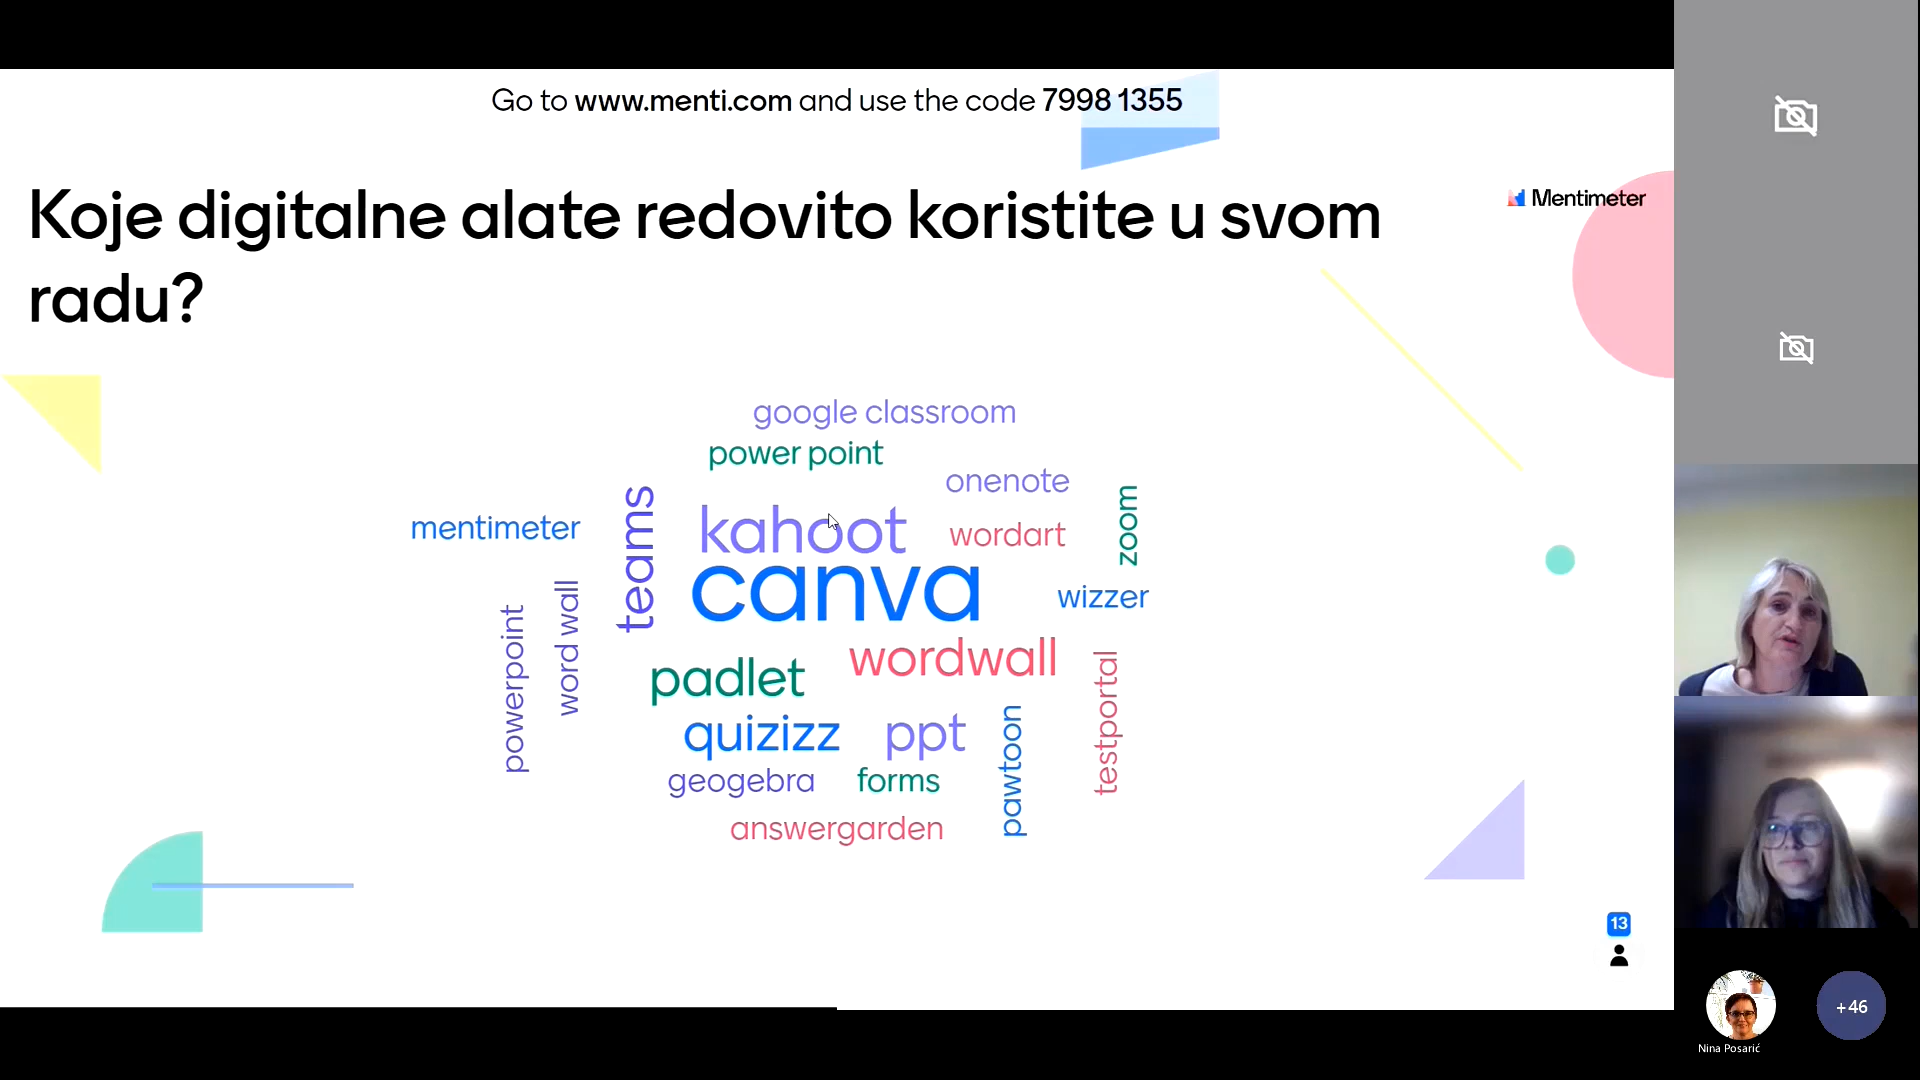 Go to www.menti.com and use the code 7998 1355
Koje digitalne alate redovito koristite u svom
radu?
Mentimeter
google classroom
power point
onenote
zoom
mentimeter
teams
kahoot
wordart
canva
wizzer
powerpoint
word wall
padlet
wordwall
testportal
quizizz
ppt
pawtoon
geogebra
forms
answergarden
13
+46
Nina Posarić